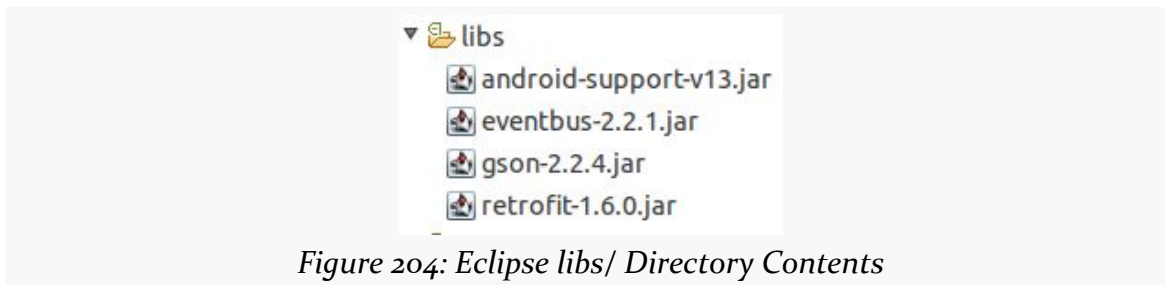 libs
android-support-v13.jar
eventbus-2.2.1.jar
gson-2.2.4.jar
retrofit-1.6.0.jar
Figure 204: Eclipse libs/ Directory Contents